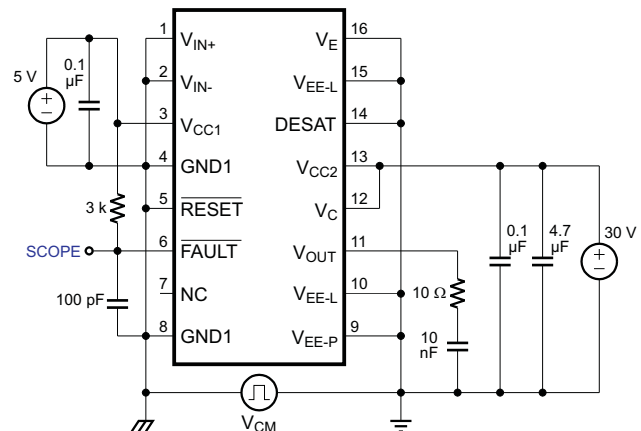 1 V_IN+ V_E 16
2 V_IN- V_EE-L 15
3 V_CC1 DESAT 14
4 GND1 V_CC2 13
5 RESET V_C 12
6 FAULT V_OUT 11
7 NC V_EE-L 10
8 GND1 V_EE-P 9
5 V
+
−
0.1
µF
3 k
SCOPE
100 pF
V_CM
10 Ω
10
nF
0.1
µF
4.7
µF
30 V
+
−